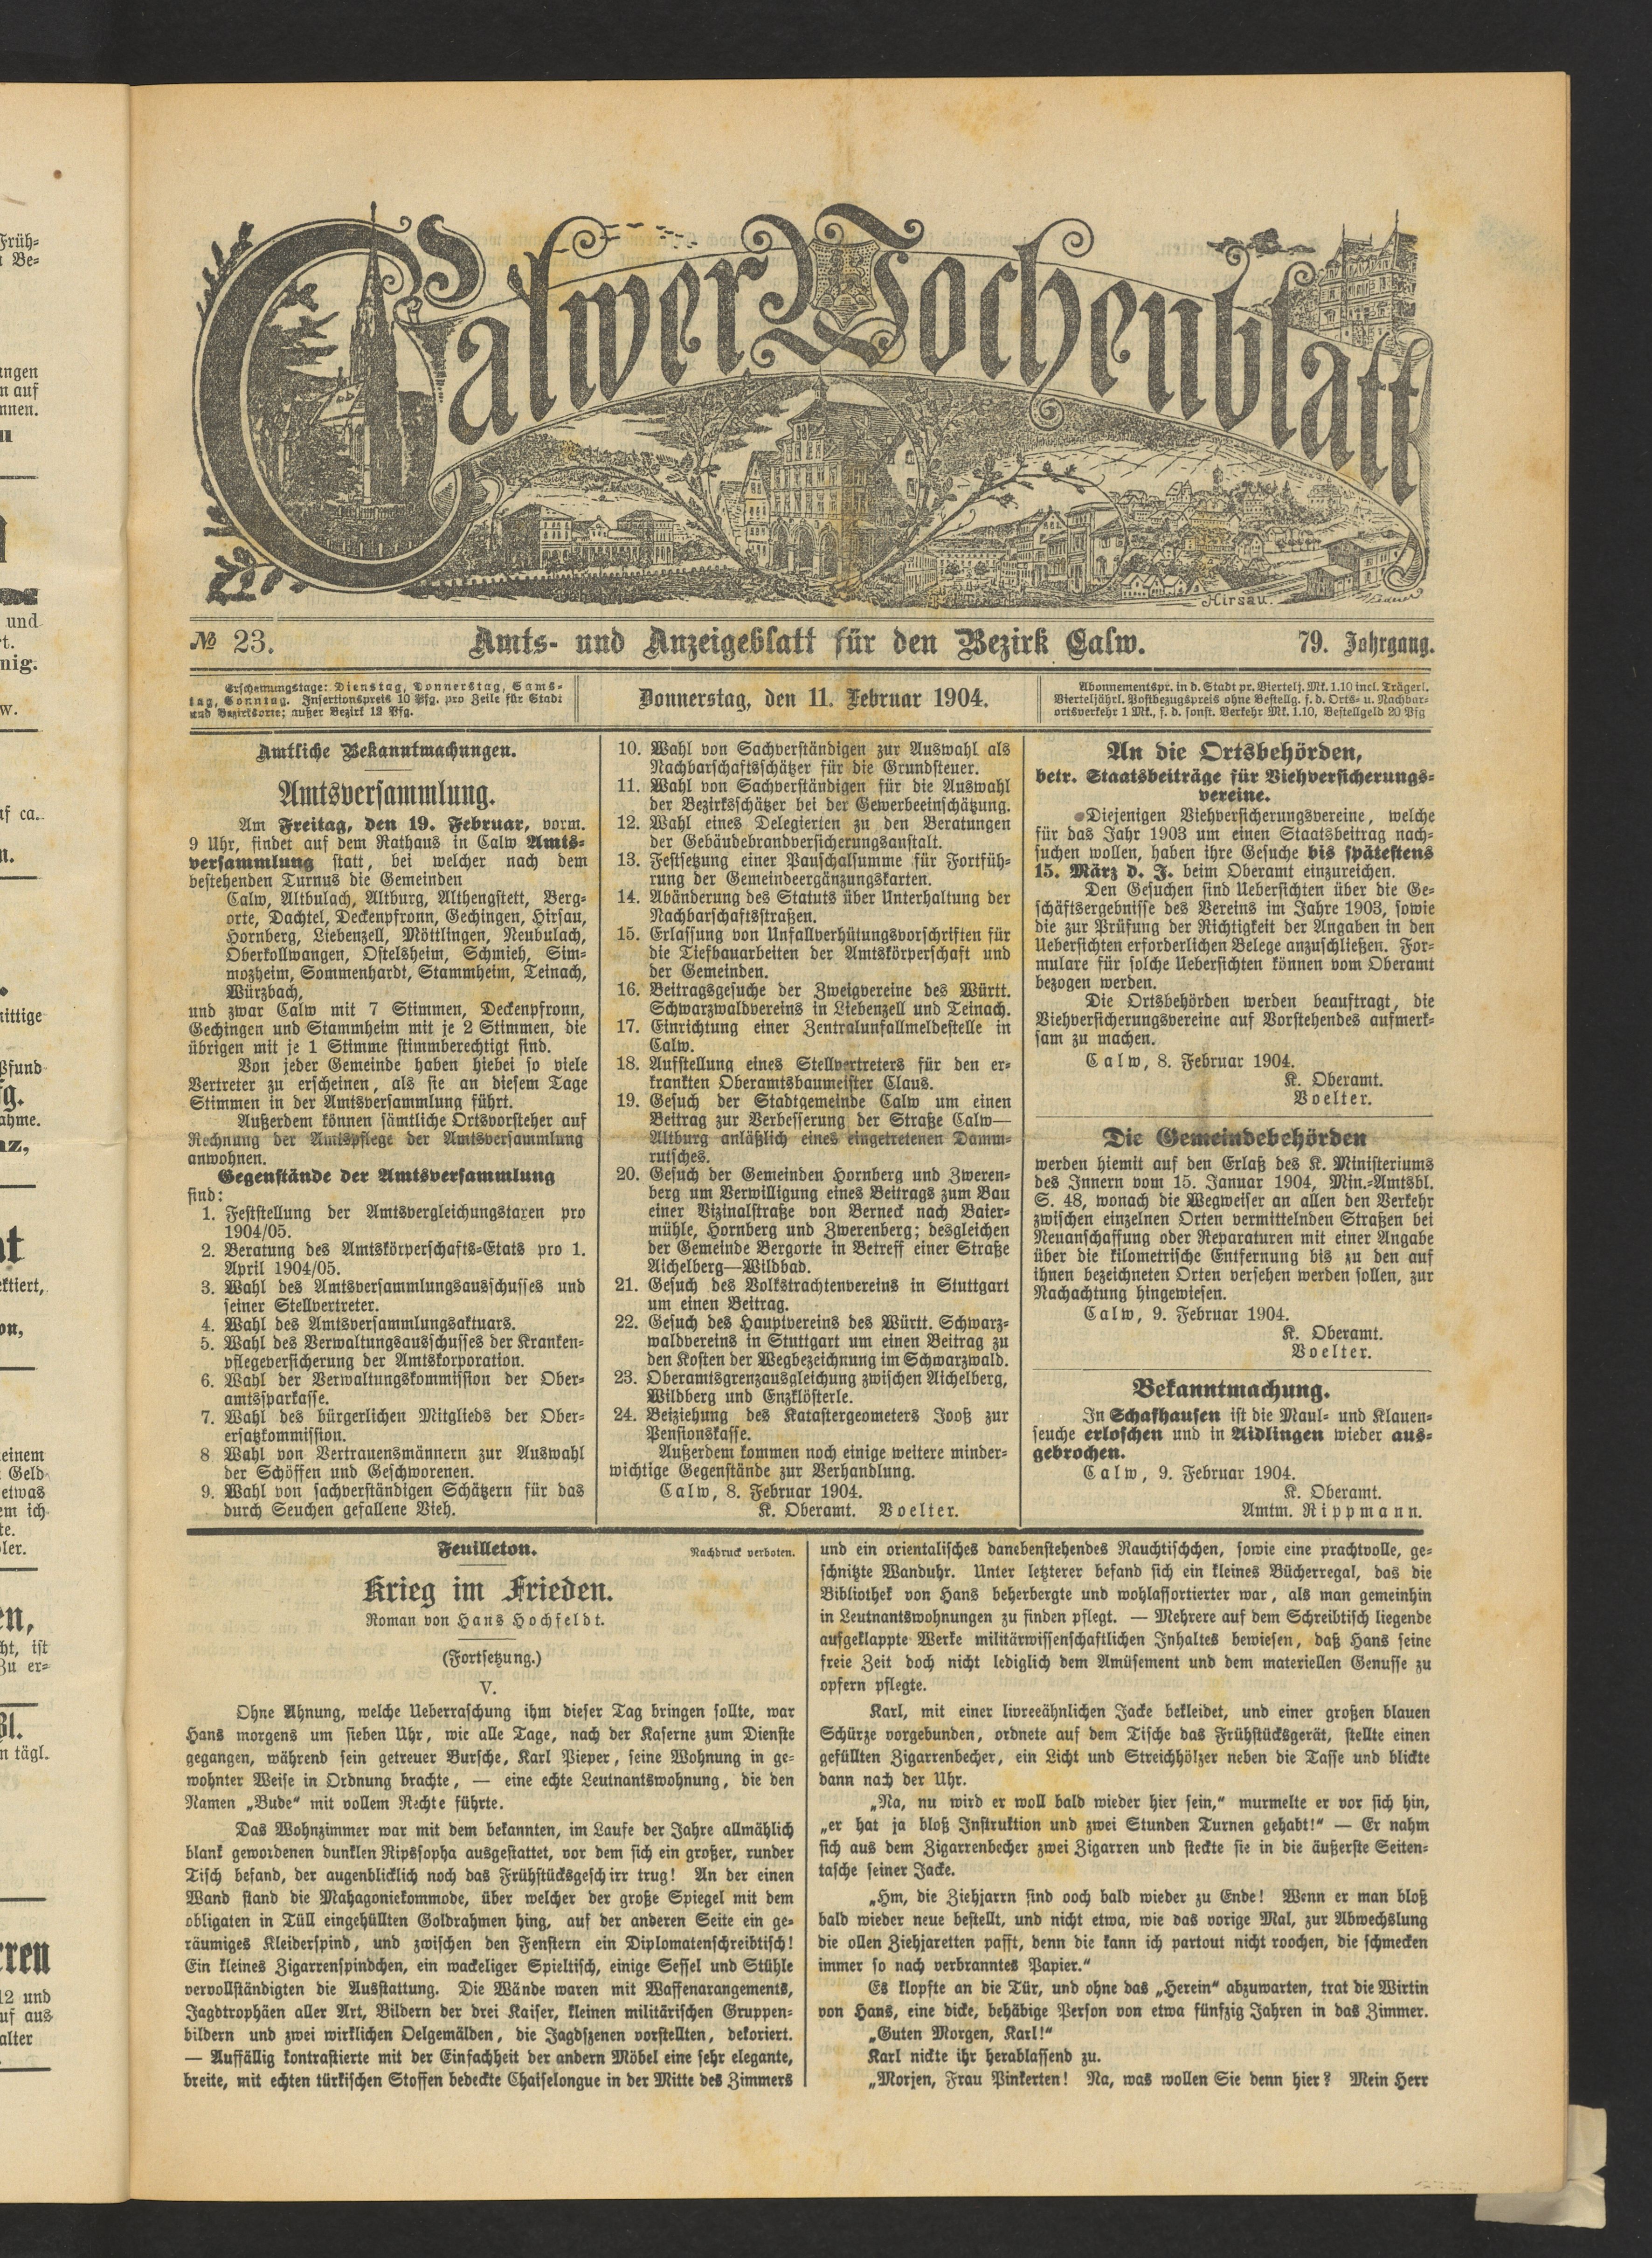 Calwer Wochenblatt
Hirsau.
№ 23.
Amts- und Anzeigeblatt für den Bezirk Calw.
79. Jahrgang.
Erscheinungstage: Dienstag, Donnerstag, Sams-
tag, Sonntag. Insertionspreis 10 Pfg. pro Zeile für Stadt
und Bezirksorte; außer Bezirk 12 Pfg.
Donnerstag, den 11. Februar 1904.
Abonnementspr. in d. Stadt pr. Viertelj. Mk. 1.10 incl. Trägerl.
Vierteljährl. Postbezugspreis ohne Bestellg. f. d. Orts- u. Nachbar-
ortsverkehr 1 Mk., f. d. sonst. Verkehr Mk. 1.10, Bestellgeld 20 Pfg
Amtliche Bekanntmachungen.
Amtsversammlung.
Am Freitag, den 19. Februar, vorm.
9 Uhr, findet auf dem Rathaus in Calw Amts-
versammlung statt, bei welcher nach dem
bestehenden Turnus die Gemeinden
Calw, Altbulach, Altburg, Althengstett, Berg-
orte, Dachtel, Deckenpfronn, Gechingen, Hirsau,
Hornberg, Liebenzell, Möttlingen, Neubulach,
Oberkollwangen, Ostelsheim, Schmieh, Sim-
mozheim, Sommenhardt, Stammheim, Teinach,
Würzbach,
und zwar Calw mit 7 Stimmen, Deckenpfronn,
Gechingen und Stammheim mit je 2 Stimmen, die
übrigen mit je 1 Stimme stimmberechtigt sind.
Von jeder Gemeinde haben hiebei so viele
Vertreter zu erscheinen, als sie an diesem Tage
Stimmen in der Amtsversammlung führt.
Außerdem können sämtliche Ortsvorsteher auf
Rechnung der Amtspflege der Amtsversammlung
anwohnen.
Gegenstände der Amtsversammlung
sind:
1. Feststellung der Amtsvergleichungstaxen pro
1904/05.
2. Beratung des Amtskörperschafts-Etats pro 1.
April 1904/05.
3. Wahl des Amtsversammlungsausschusses und
seiner Stellvertreter.
4. Wahl des Amtsversammlungsaktuars.
5. Wahl des Verwaltungsausschusses der Kranken-
pflegeversicherung der Amtskorporation.
6. Wahl der Verwaltungskommission der Ober-
amtssparkasse.
7. Wahl des bürgerlichen Mitglieds der Ober-
ersatzkommission.
8 Wahl von Vertrauensmännern zur Auswahl
der Schöffen und Geschworenen.
9. Wahl von sachverständigen Schätzern für das
durch Seuchen gefallene Vieh.
10. Wahl von Sachverständigen zur Auswahl als
Nachbarschaftsschätzer für die Grundsteuer.
11. Wahl von Sachverständigen für die Auswahl
der Bezirksschätzer bei der Gewerbeeinschätzung.
12. Wahl eines Delegierten zu den Beratungen
der Gebäudebrandversicherungsanstalt.
13. Festsetzung einer Pauschalsumme für Fortfüh-
rung der Gemeindeergänzungskarten.
14. Abänderung des Statuts über Unterhaltung der
Nachbarschaftsstraßen.
15. Erlassung von Unfallverhütungsvorschriften für
die Tiefbauarbeiten der Amtskörperschaft und
der Gemeinden.
16. Beitragsgesuche der Zweigvereine des Württ.
Schwarzwaldvereins in Liebenzell und Teinach.
17. Einrichtung einer Zentralunfallmeldestelle in
Calw.
18. Aufstellung eines Stellvertreters für den er-
krankten Oberamtsbaumeister Claus.
19. Gesuch der Stadtgemeinde Calw um einen
Beitrag zur Verbesserung der Straße Calw—
Altburg anläßlich eines eingetretenen Damm-
rutsches.
20. Gesuch der Gemeinden Hornberg und Zweren-
berg um Verwilligung eines Beitrags zum Bau
einer Vizinalstraße von Berneck nach Baier-
mühle, Hornberg und Zwerenberg; desgleichen
der Gemeinde Bergorte in Betreff einer Straße
Aichelberg—Wildbad.
21. Gesuch des Volkstrachtenvereins in Stuttgart
um einen Beitrag.
22. Gesuch des Hauptvereins des Württ. Schwarz-
waldvereins in Stuttgart um einen Beitrag zu
den Kosten der Wegbezeichnung im Schwarzwald.
23. Oberamtsgrenzausgleichung zwischen Aichelberg,
Wildberg und Enzklösterle.
24. Beiziehung des Katastergeometers Jooß zur
Pensionskasse.
Außerdem kommen noch einige weitere minder-
wichtige Gegenstände zur Verhandlung.
Calw, 8. Februar 1904.
K. Oberamt. Voelter.
An die Ortsbehörden,
betr. Staatsbeiträge für Viehversicherungs-
vereine.
Diejenigen Viehversicherungsvereine, welche
für das Jahr 1903 um einen Staatsbeitrag nach-
suchen wollen, haben ihre Gesuche bis spätestens
15. März d. J. beim Oberamt einzureichen.
Den Gesuchen sind Uebersichten über die Ge-
schäftsergebnisse des Vereins im Jahre 1903, sowie
die zur Prüfung der Richtigkeit der Angaben in den
Uebersichten erforderlichen Belege anzuschließen. For-
mulare für solche Uebersichten können vom Oberamt
bezogen werden.
Die Ortsbehörden werden beauftragt, die
Viehversicherungsvereine auf Vorstehendes aufmerk-
sam zu machen.
Calw, 8. Februar 1904.
K. Oberamt.
Voelter.
Die Gemeindebehörden
werden hiemit auf den Erlaß des K. Ministeriums
des Innern vom 15. Januar 1904, Min.-Amtsbl.
S. 48, wonach die Wegweiser an allen den Verkehr
zwischen einzelnen Orten vermittelnden Straßen bei
Neuanschaffung oder Reparaturen mit einer Angabe
über die kilometrische Entfernung bis zu den auf
ihnen bezeichneten Orten versehen werden sollen, zur
Nachachtung hingewiesen.
Calw, 9. Februar 1904.
K. Oberamt.
Voelter.
Bekanntmachung.
In Schafhausen ist die Maul- und Klauen-
seuche erloschen und in Aidlingen wieder aus-
gebrochen.
Calw, 9. Februar 1904.
K. Oberamt.
Amtm. Rippmann.
Feuilleton.
Nachdruck verboten.
Krieg im Frieden.
Roman von Hans Hochfeldt.
(Fortsetzung.)
V.
Ohne Ahnung, welche Ueberraschung ihm dieser Tag bringen sollte, war
Hans morgens um sieben Uhr, wie alle Tage, nach der Kaserne zum Dienste
gegangen, während sein getreuer Bursche, Karl Pieper, seine Wohnung in ge-
wohnter Weise in Ordnung brachte, — eine echte Leutnantswohnung, die den
Namen „Bude“ mit vollem Rechte führte.
Das Wohnzimmer war mit dem bekannten, im Laufe der Jahre allmählich
blank gewordenen dunklen Ripssopha ausgestattet, vor dem sich ein großer, runder
Tisch befand, der augenblicklich noch das Frühstücksgeschirr trug! An der einen
Wand stand die Mahagoniekommode, über welcher der große Spiegel mit dem
obligaten in Tüll eingehüllten Goldrahmen hing, auf der anderen Seite ein ge-
räumiges Kleiderspind, und zwischen den Fenstern ein Diplomatenschreibtisch!
Ein kleines Zigarrenspindchen, ein wackeliger Spieltisch, einige Sessel und Stühle
vervollständigten die Ausstattung. Die Wände waren mit Waffenarangements,
Jagdtrophäen aller Art, Bildern der drei Kaiser, kleinen militärischen Gruppen-
bildern und zwei wirklichen Oelgemälden, die Jagdszenen vorstellten, dekoriert.
— Auffällig kontrastierte mit der Einfachheit der andern Möbel eine sehr elegante,
breite, mit echten türkischen Stoffen bedeckte Chaiselongue in der Mitte des Zimmers
und ein orientalisches danebenstehendes Rauchtischchen, sowie eine prachtvolle, ge-
schnitzte Wanduhr. Unter letzterer befand sich ein kleines Bücherregal, das die
Bibliothek von Hans beherbergte und wohlassortierter war, als man gemeinhin
in Leutnantswohnungen zu finden pflegt. — Mehrere auf dem Schreibtisch liegende
aufgeklappte Werke militärwissenschaftlichen Inhaltes bewiesen, daß Hans seine
freie Zeit doch nicht lediglich dem Amüsement und dem materiellen Genusse zu
opfern pflegte.
Karl, mit einer livreeähnlichen Jacke bekleidet, und einer großen blauen
Schürze vorgebunden, ordnete auf dem Tische das Frühstücksgerät, stellte einen
gefüllten Zigarrenbecher, ein Licht und Streichhölzer neben die Tasse und blickte
dann nach der Uhr.
„Na, nu wird er woll bald wieder hier sein,“ murmelte er vor sich hin,
„er hat ja bloß Instruktion und zwei Stunden Turnen gehabt!“ — Er nahm
sich aus dem Zigarrenbecher zwei Zigarren und steckte sie in die äußerste Seiten-
tasche seiner Jacke.
„Hm, die Ziehjarrn sind ooch bald wieder zu Ende! Wenn er man bloß
bald wieder neue bestellt, und nicht etwa, wie das vorige Mal, zur Abwechslung
die ollen Ziehjaretten pafft, denn die kann ich partout nicht roochen, die schmecken
immer so nach verbranntes Papier.“
Es klopfte an die Tür, und ohne das „Herein“ abzuwarten, trat die Wirtin
von Hans, eine dicke, behäbige Person von etwa fünfzig Jahren in das Zimmer.
„Guten Morgen, Karl!“
Karl nickte ihr herablassend zu.
„Morjen, Frau Pinkerten! Na, was wollen Sie denn hier? Mein Herr